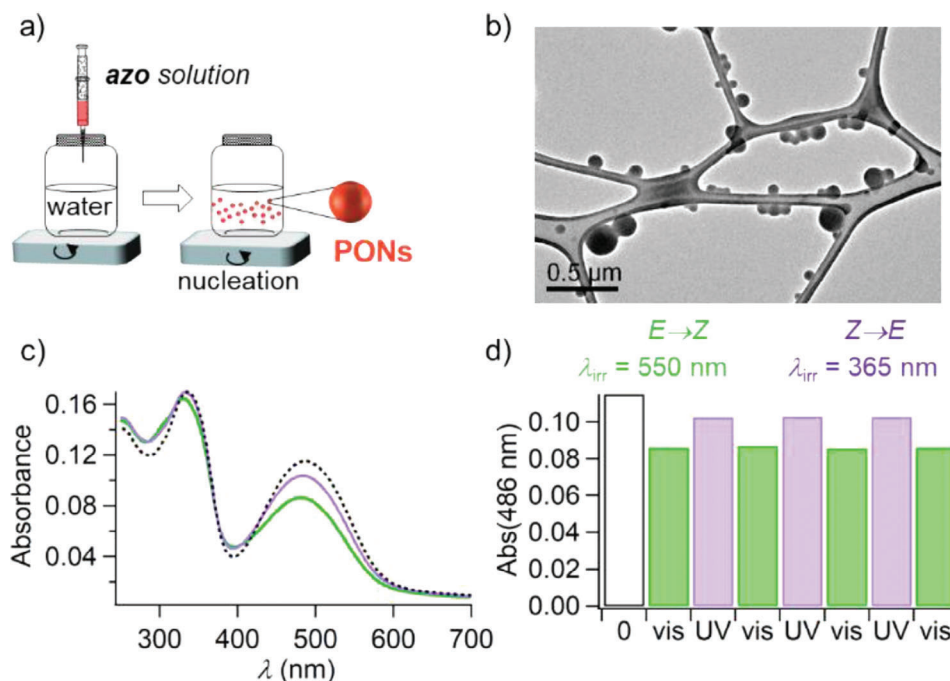 a)
azo solution
water
nucleation
PONs
b)
0.5 μm
c)
Absorbance
0.16
0.12
0.08
0.04
300 400 500 600 700
λ (nm)
E→Z Z→E
λirr = 550 nm λirr = 365 nm
d)
Abs(486 nm)
0.10
0.08
0.06
0.04
0.02
0.00
0 vis UV vis UV vis UV vis